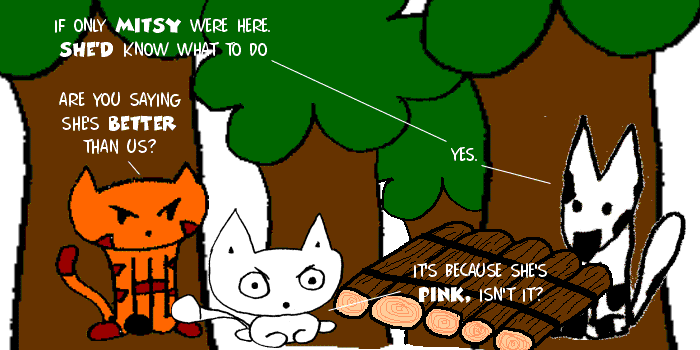 IF ONLY MITSY WERE HERE.
SHE'D KNOW WHAT TO DO
ARE YOU SAYING
SHE'S BETTER
THAN US?
YES.
IT'S BECAUSE SHE'S
PINK, ISN'T IT?